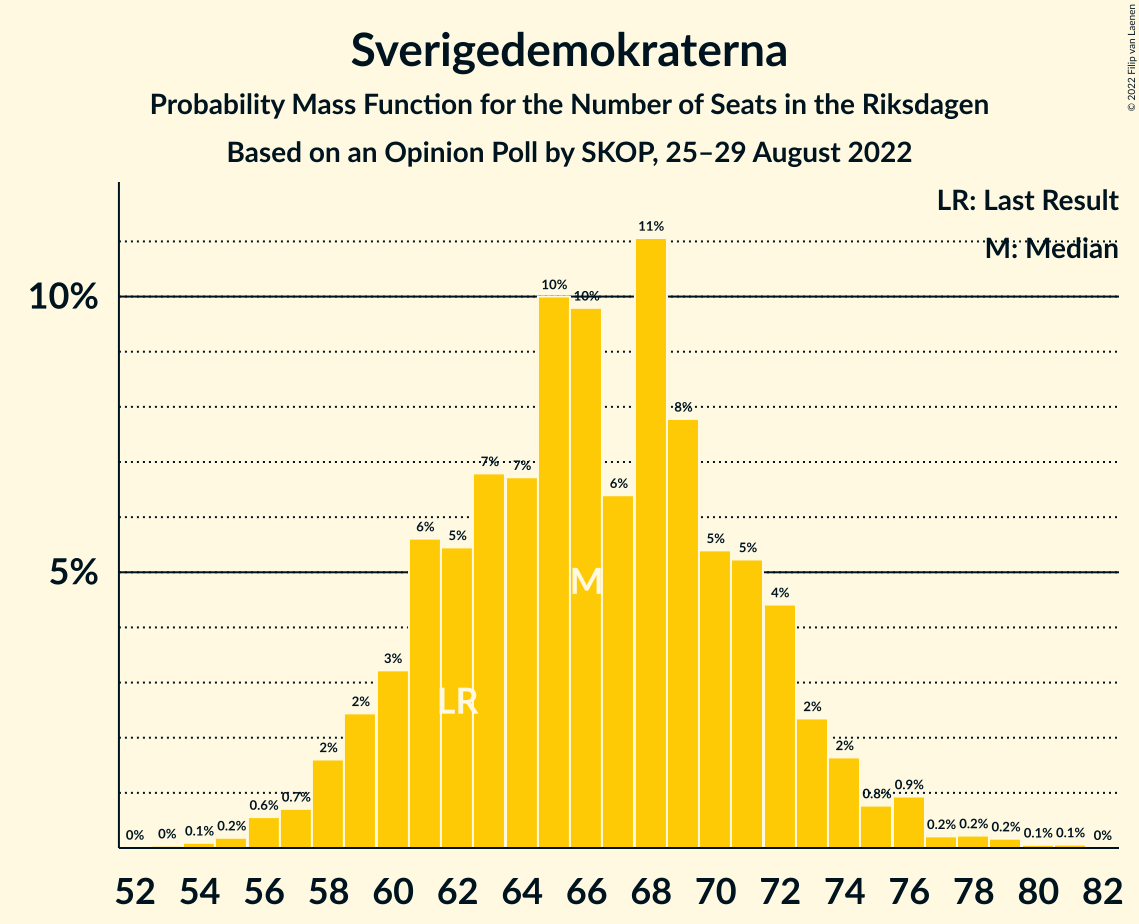 Sverigedemokraterna
Probability Mass Function for the Number of Seats in the Riksdagen
Based on an Opinion Poll by SKOP, 25–29 August 2022
© 2022 Filip van Laenen
LR: Last Result
M: Median
10%
5%
0% 0% 0.1% 0.2% 0.6% 0.7% 2% 2% 3% 6% 5% 7% 7% 10% 10% 6% 11% 8% 5% 5% 4% 2% 2% 0.8% 0.9% 0.2% 0.2% 0.2% 0.1% 0.1% 0%
M
LR
52 54 56 58 60 62 64 66 68 70 72 74 76 78 80 82